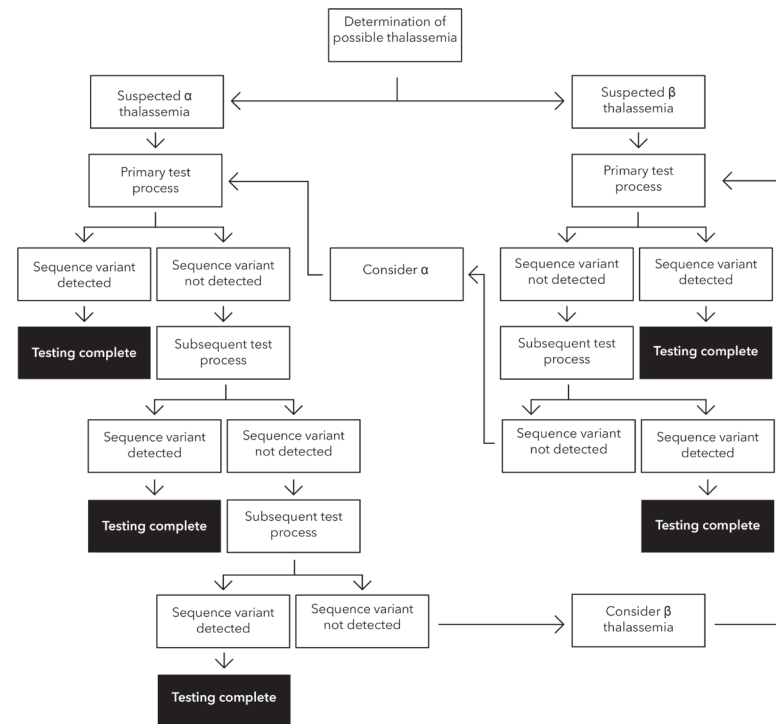 Determination of
possible thalassemia
Suspected α
thalassemia
Suspected β
thalassemia
Primary test
process
Primary test
process
Sequence variant
detected
Sequence variant
not detected
Consider α
Sequence variant
not detected
Sequence variant
detected
Testing complete
Subsequent test
process
Subsequent test
process
Testing complete
Sequence variant
detected
Sequence variant
not detected
Sequence variant
not detected
Sequence variant
detected
Testing complete
Subsequent test
process
Testing complete
Sequence variant
detected
Sequence variant
not detected
Consider β
thalassemia
Testing complete